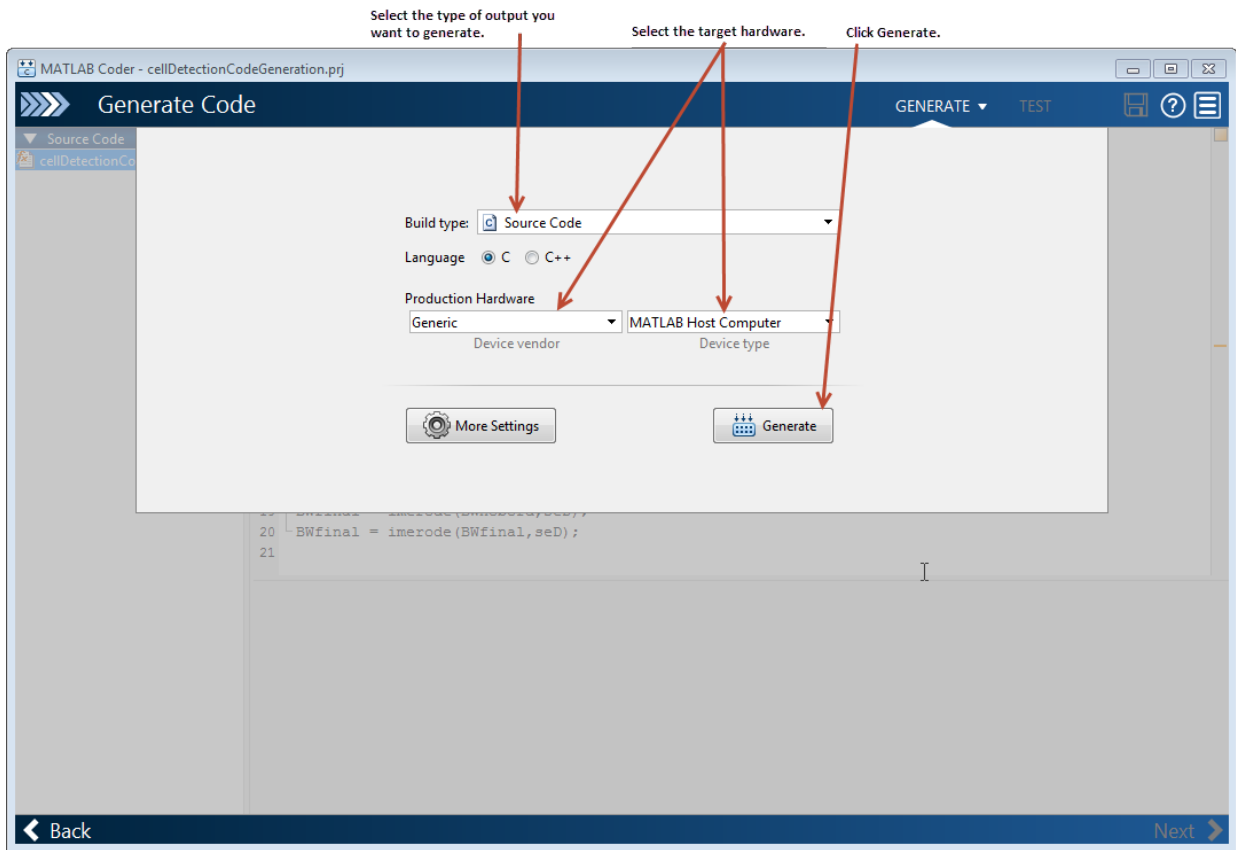 Select the type of output you
want to generate.
Select the target hardware.
Click Generate.
MATLAB Coder - cellDetectionCodeGeneration.prj
Generate Code
GENERATE
TEST
Source Code
cellDetectionCo
Build type:
Source Code
Language
C
C++
Production Hardware
Generic
MATLAB Host Computer
Device vendor
Device type
More Settings
Generate
20 BWfinal = imerode(BWfinal,seD);
21
Back
Next